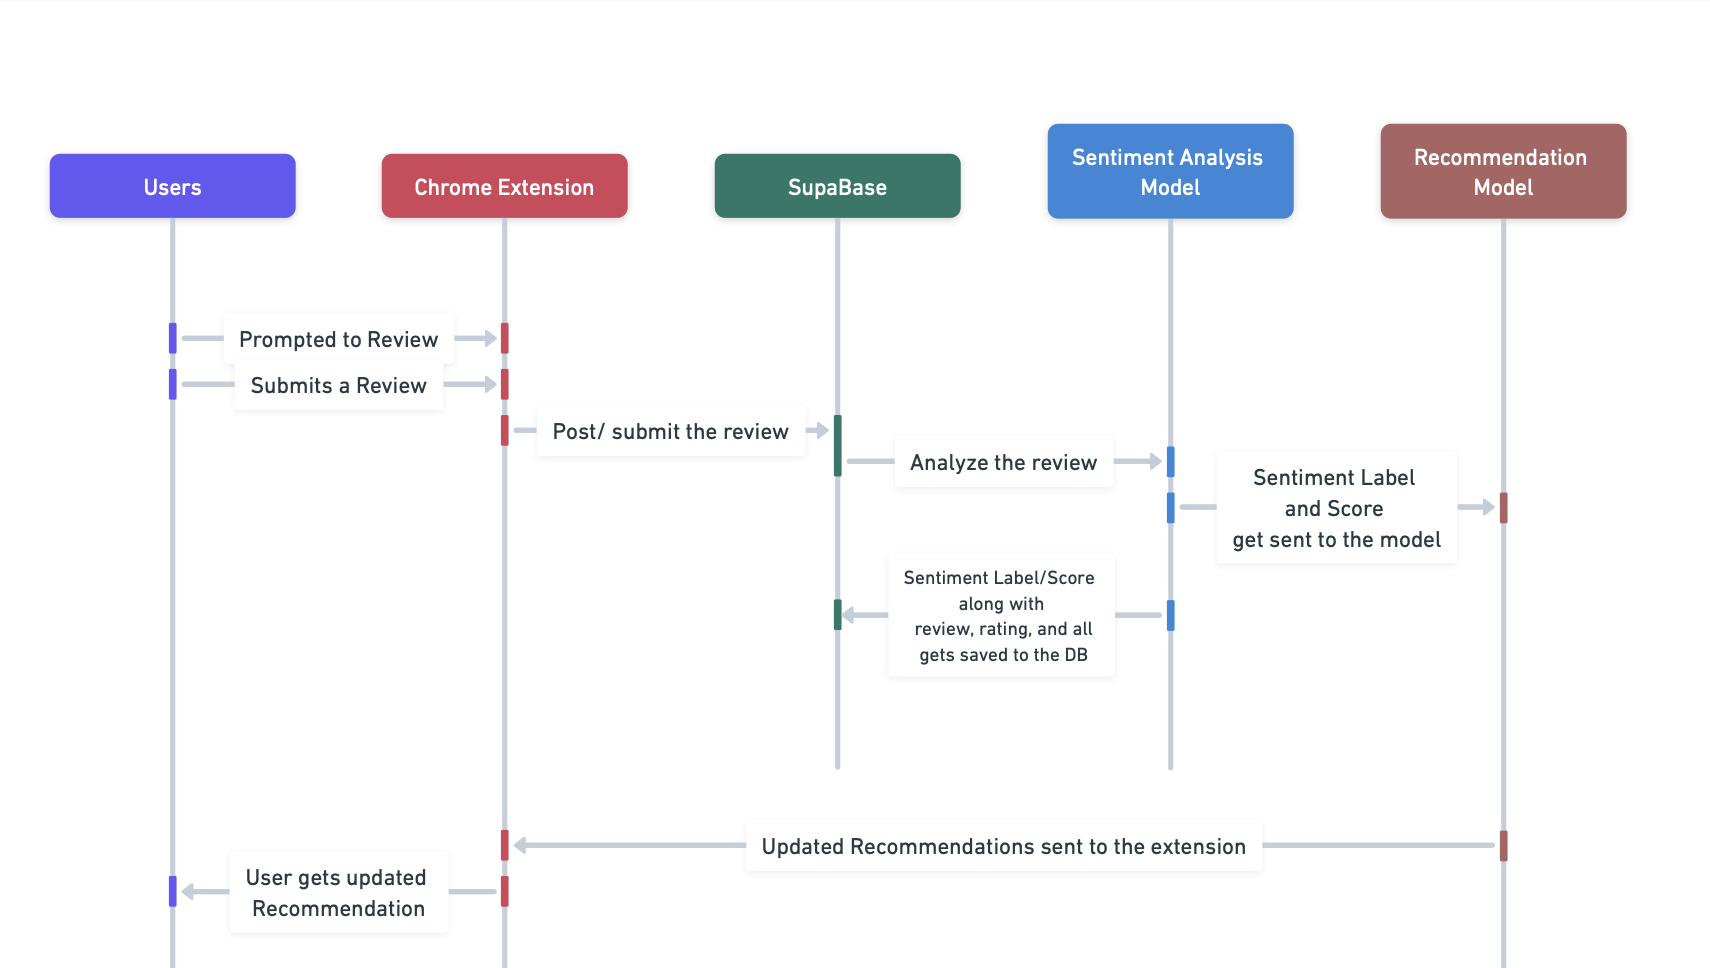 Users
Chrome Extension
SupaBase
Sentiment Analysis
Model
Recommendation
Model
Prompted to Review
Submits a Review
Post/ submit the review
Analyze the review
Sentiment Label
and Score
get sent to the model
Sentiment Label/Score
along with
review, rating, and all
gets saved to the DB
Updated Recommendations sent to the extension
User gets updated
Recommendation